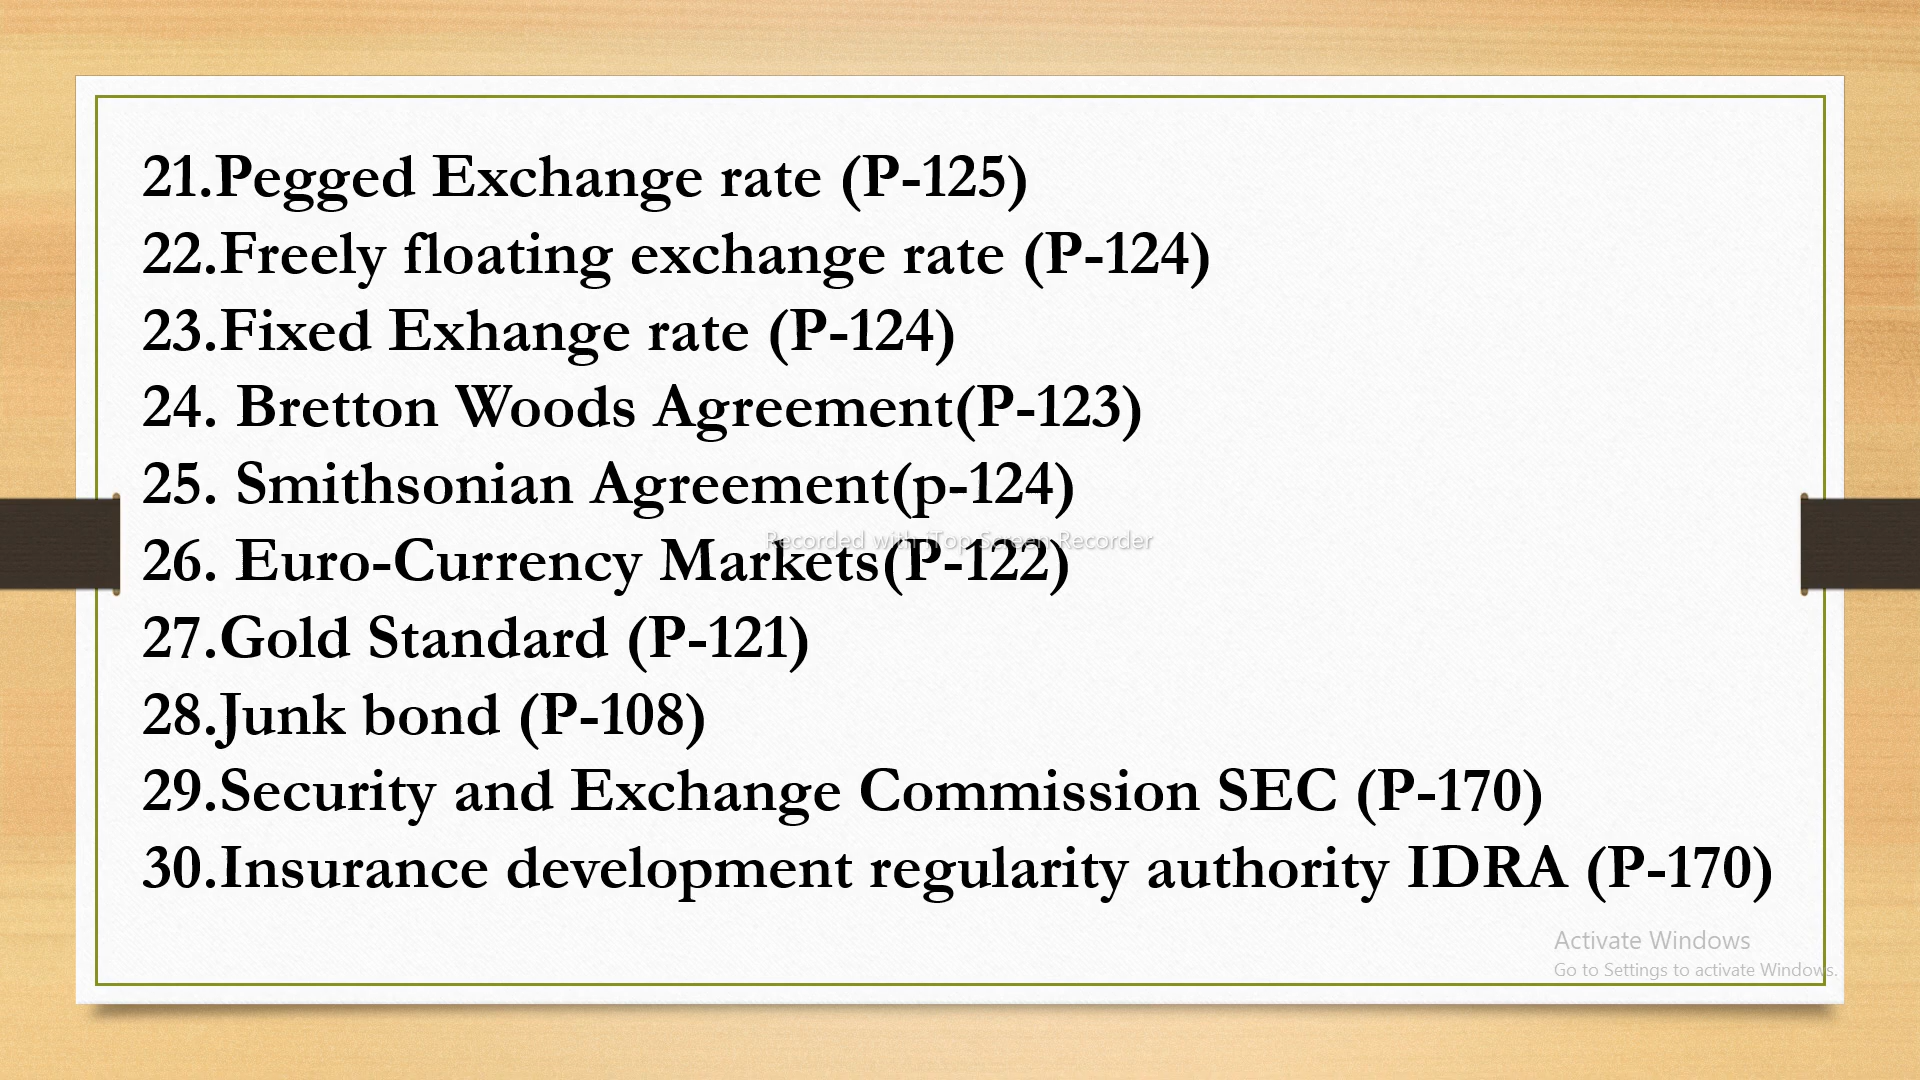 21.Pegged Exchange rate (P-125)
22.Freely floating exchange rate (P-124)
23.Fixed Exhange rate (P-124)
24. Bretton Woods Agreement(P-123)
25. Smithsonian Agreement(p-124)
Recorded with iTop Screen Recorder
26. Euro-Currency Markets(P-122)
27.Gold Standard (P-121)
28.Junk bond (P-108)
29.Security and Exchange Commission SEC (P-170)
30.Insurance development regularity authority IDRA (P-170)
Activate Windows
Go to Settings to activate Windows.